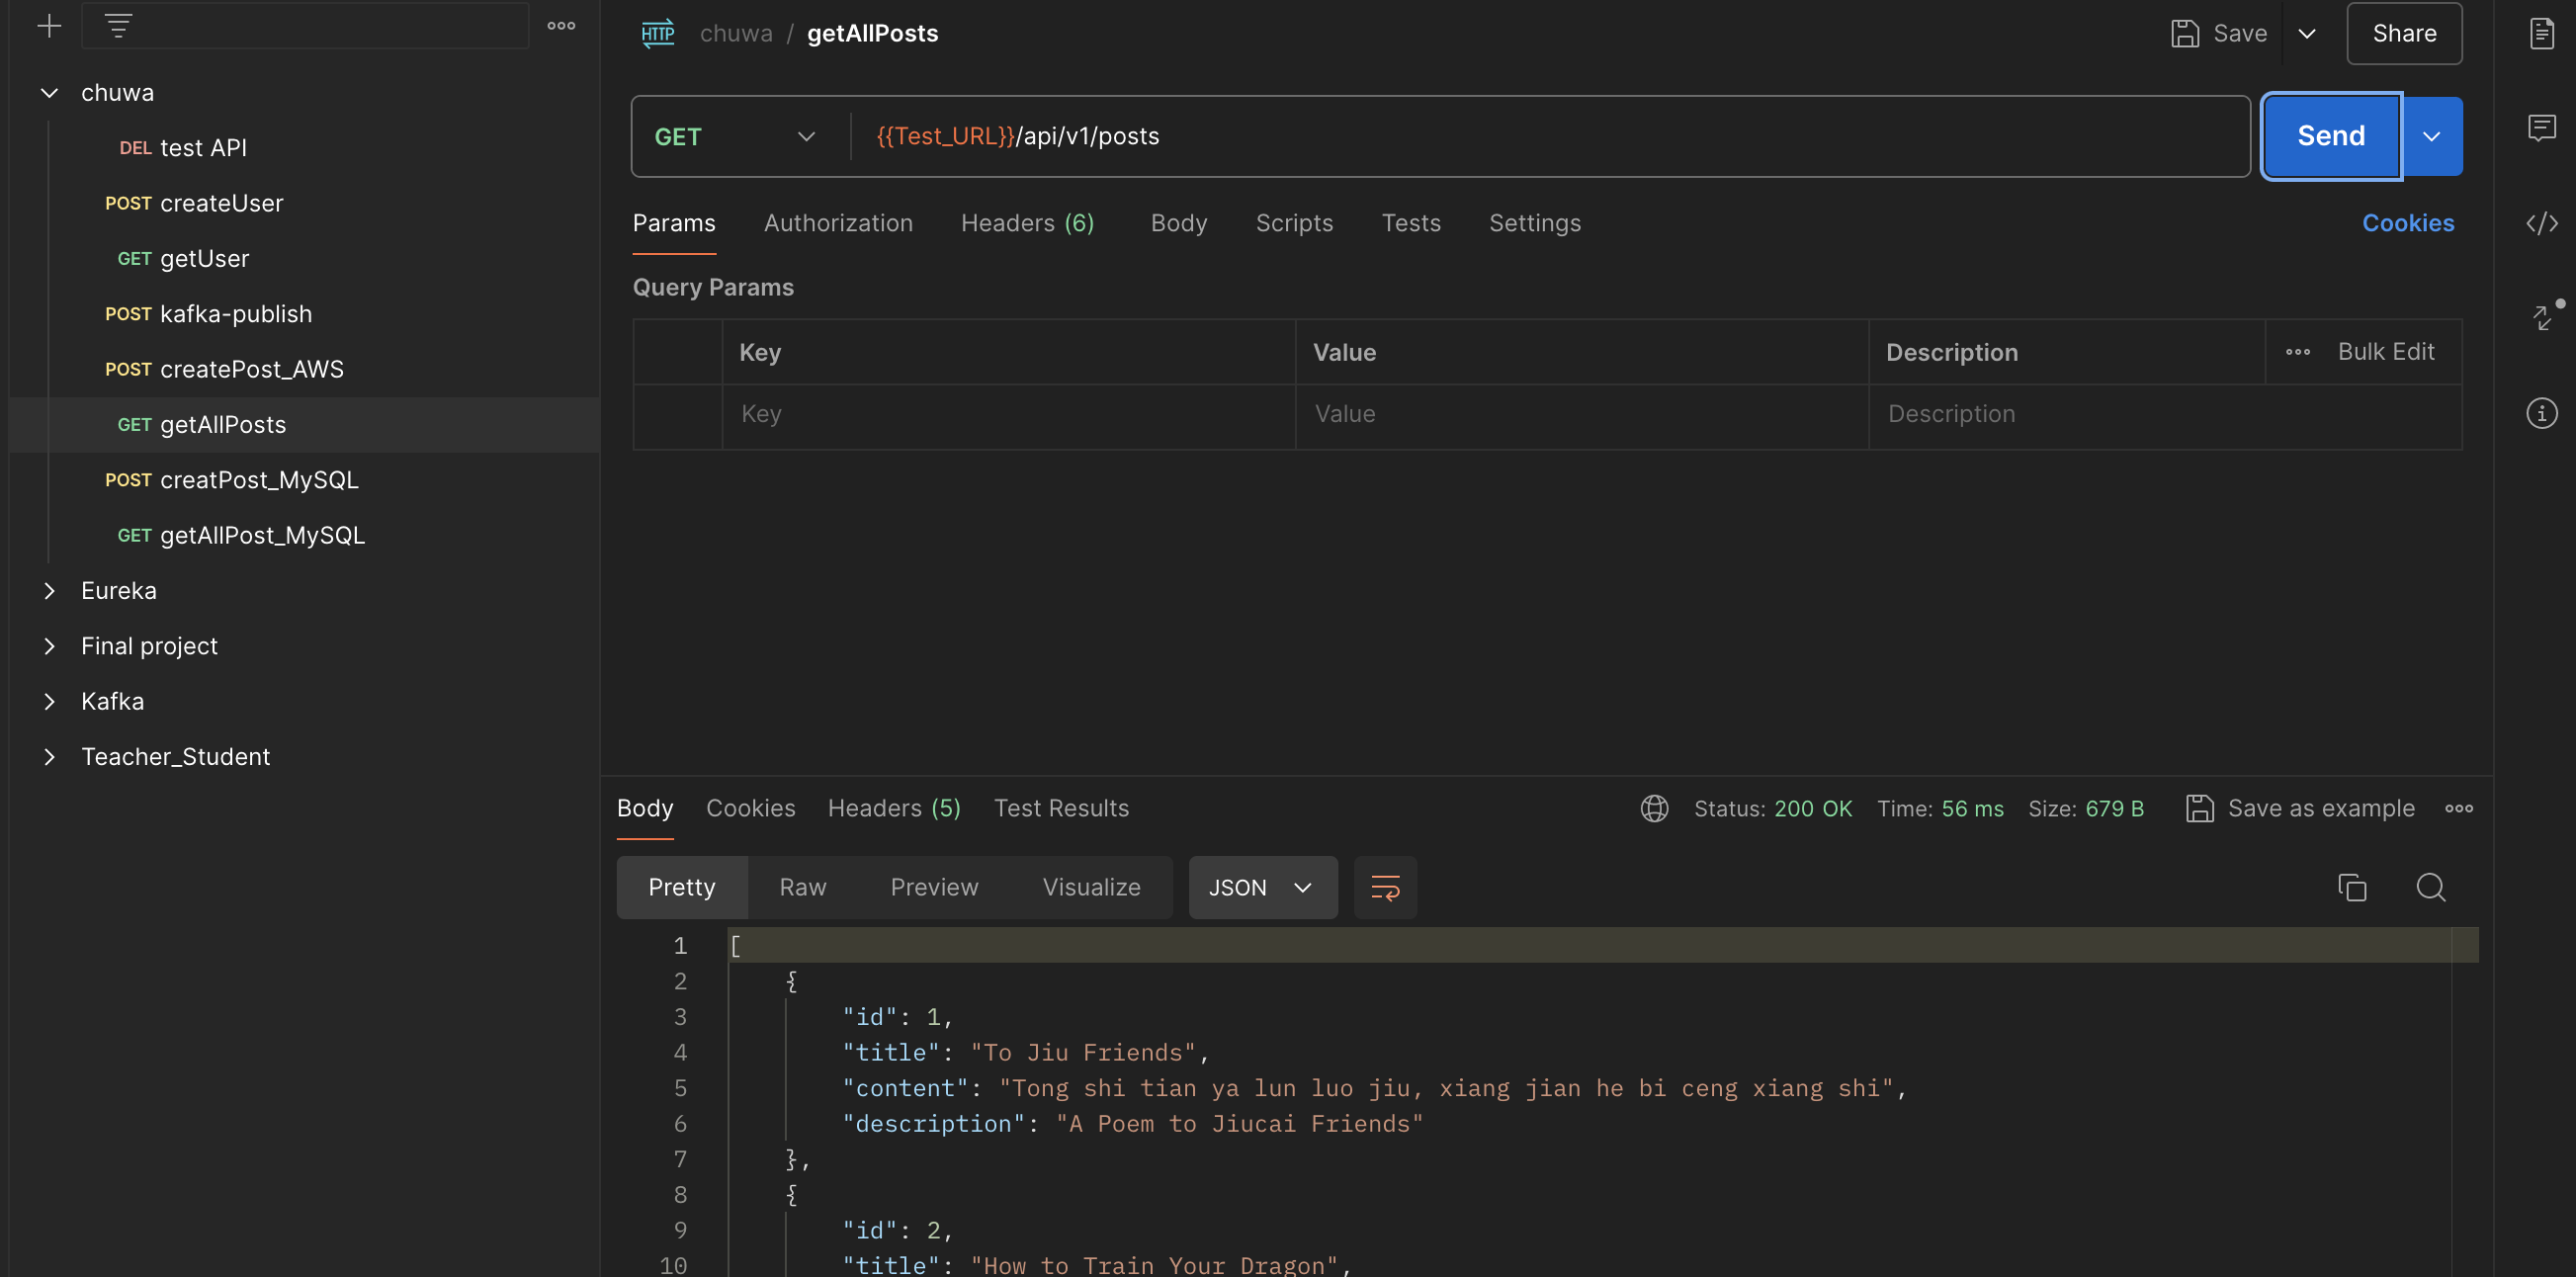 chuwa
DEL test API
POST createUser
GET getUser
POST kafka-publish
POST createPost_AWS
GET getAllPosts
POST creatPost_MySQL
GET getAllPost_MySQL
Eureka
Final project
Kafka
Teacher_Student
HTTP chuwa / getAllPosts
Save
Share
GET {{Test_URL}}/api/v1/posts
Send
Params Authorization Headers (6) Body Scripts Tests Settings Cookies
Query Params
Key Value Description Bulk Edit
Key Value Description
Body Cookies Headers (5) Test Results Status: 200 OK Time: 56 ms Size: 679 B Save as example
Pretty Raw Preview Visualize JSON
1 [
2 {
3 "id": 1,
4 "title": "To Jiu Friends",
5 "content": "Tong shi tian ya lun luo jiu, xiang jian he bi ceng xiang shi",
6 "description": "A Poem to Jiucai Friends"
7 },
8 {
9 "id": 2,
10 "title": "How to Train Your Dragon",